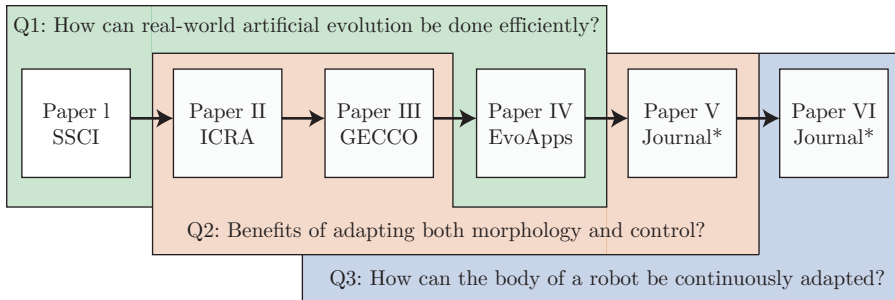 Q1: How can real-world artificial evolution be done efficiently?
Paper l
SSCI
Paper II
ICRA
Paper III
GECCO
Paper IV
EvoApps
Paper V
Journal*
Paper VI
Journal*
Q2: Benefits of adapting both morphology and control?
Q3: How can the body of a robot be continuously adapted?